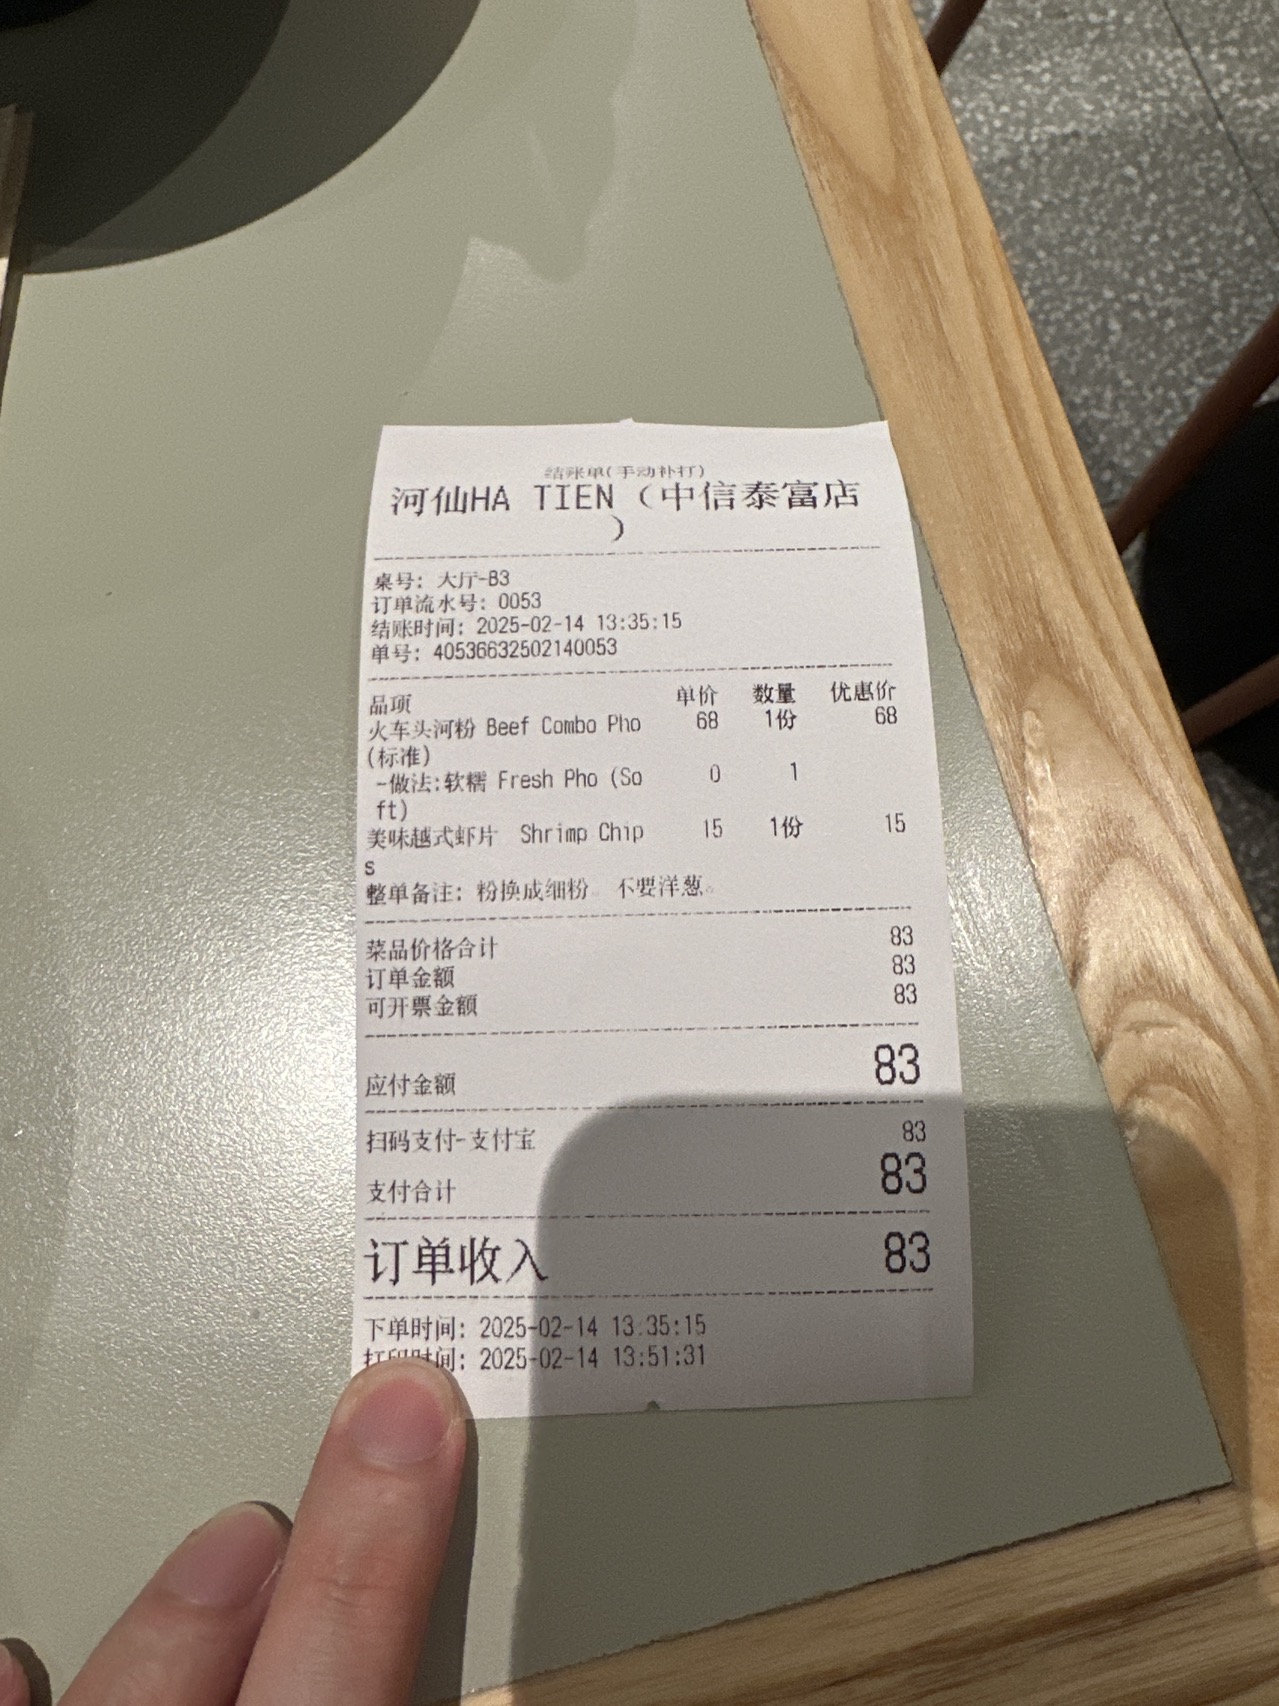 结账单(手动补打)
河仙HA TIEN（中信泰富店
）
桌号: 大厅-B3
订单流水号: 0053
结账时间: 2025-02-14 13:35:15
单号: 40536632502140053
品项 单价 数量 优惠价
火车头河粉 Beef Combo Pho 68 1份 68
(标准)
-做法:软糯 Fresh Pho (So 0 1
ft)
美味越式虾片 Shrimp Chip 15 1份 15
s
整单备注: 粉换成细粉。 不要洋葱。
菜品价格合计 83
订单金额 83
可开票金额 83
应付金额 83
扫码支付-支付宝 83
支付合计 83
订单收入 83
下单时间: 2025-02-14 13:35:15
打印时间: 2025-02-14 13:51:31